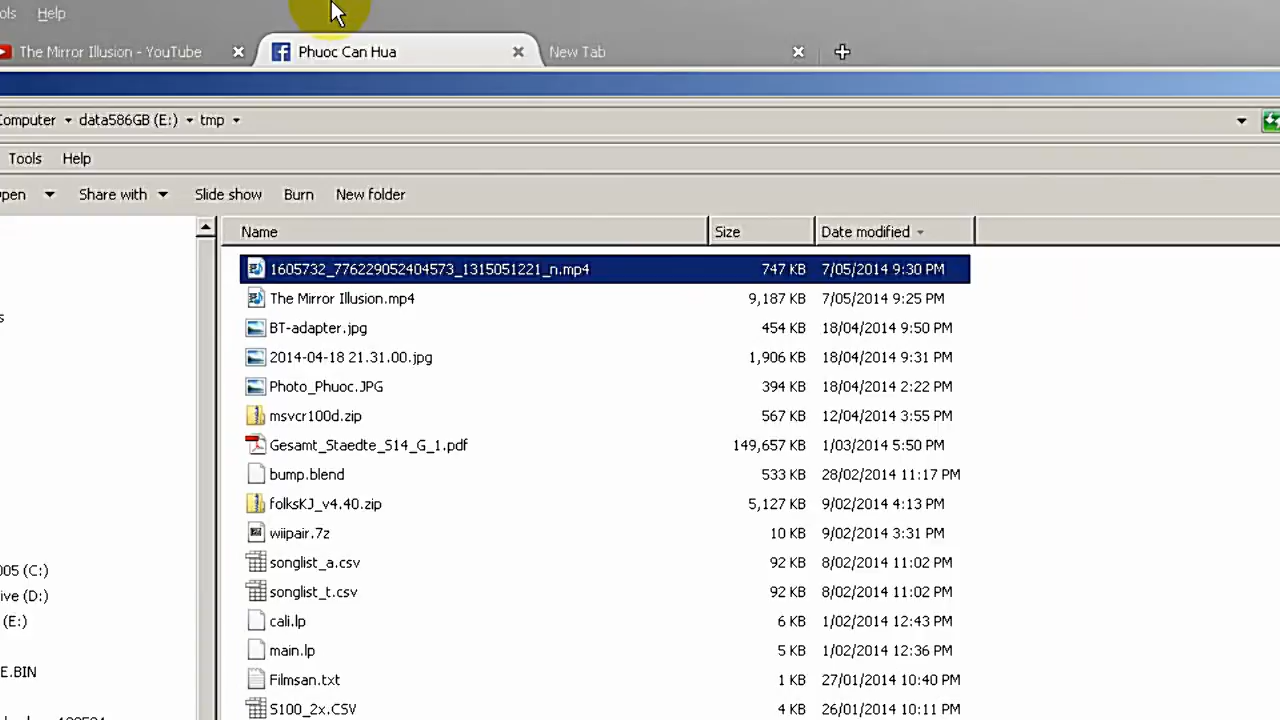 ols Help
The Mirror Illusion - YouTube Phuoc Can Hua New Tab
Computer data586GB (E:) tmp
Tools Help
pen Share with Slide show Burn New folder
Name Size Date modified
1605732_776229052404573_1315051221_n.mp4 747 KB 7/05/2014 9:30 PM
The Mirror Illusion.mp4 9,187 KB 7/05/2014 9:25 PM
BT-adapter.jpg 454 KB 18/04/2014 9:50 PM
s
2014-04-18 21.31.00.jpg 1,906 KB 18/04/2014 9:31 PM
Photo_Phuoc.JPG 394 KB 18/04/2014 2:22 PM
msvcr100d.zip 567 KB 12/04/2014 3:55 PM
Gesamt_Staedte_S14_G_1.pdf 149,657 KB 1/03/2014 5:50 PM
bump.blend 533 KB 28/02/2014 11:17 PM
folksKJ_v4.40.zip 5,127 KB 9/02/2014 4:13 PM
wiipair.7z 10 KB 9/02/2014 3:31 PM
songlist_a.csv 92 KB 8/02/2014 11:02 PM
005 (C:)
songlist_t.csv 92 KB 8/02/2014 11:02 PM
ive (D:)
cali.lp 6 KB 1/02/2014 12:43 PM
(E:)
main.lp 5 KB 1/02/2014 12:36 PM
E.BIN
Filmsan.txt 1 KB 27/01/2014 10:40 PM
S100_2x.CSV 4 KB 26/01/2014 10:11 PM